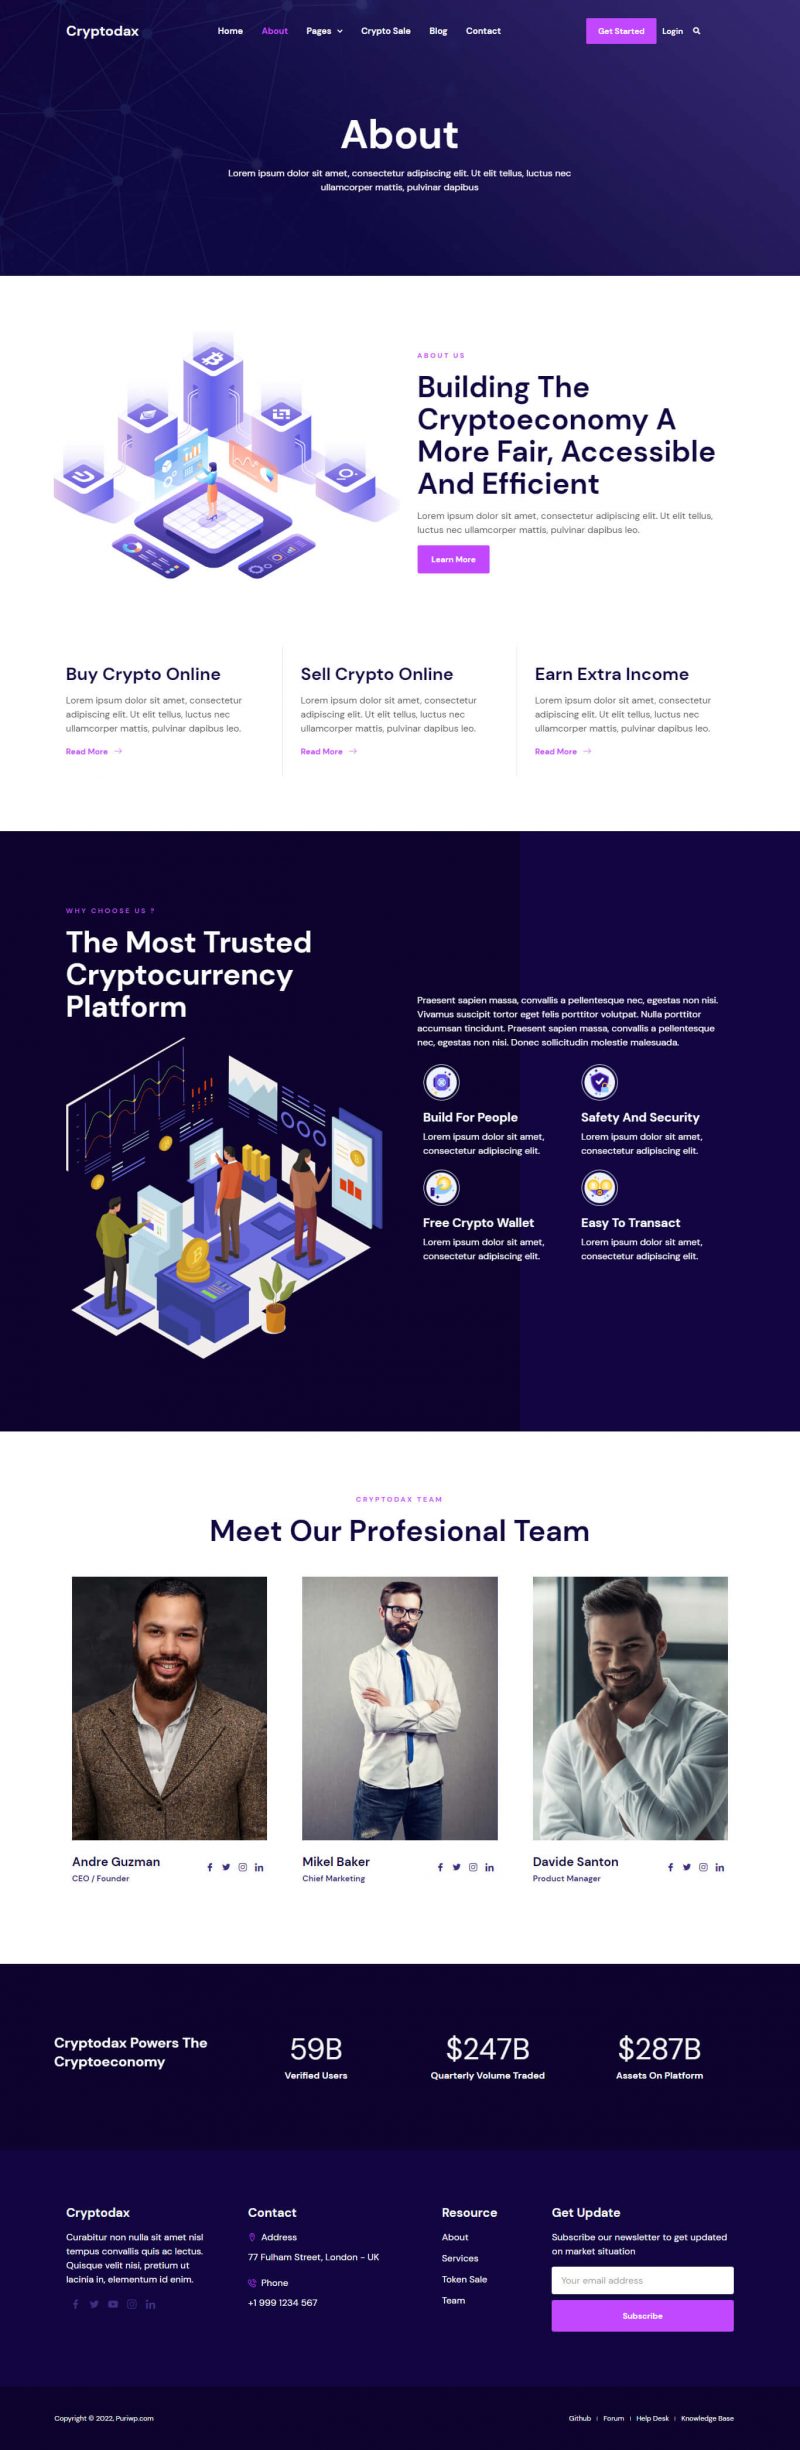 Cryptodax
Home About Pages Crypto Sale Blog Contact
Get Started Login
About
Lorem ipsum dolor sit amet, consectetur adipiscing elit. Ut elit tellus, luctus nec
ullamcorper mattis, pulvinar dapibus
ABOUT US
Building The
Cryptoeconomy A
More Fair, Accessible
And Efficient
Lorem ipsum dolor sit amet, consectetur adipiscing elit. Ut elit tellus,
luctus nec ullamcorper mattis, pulvinar dapibus leo.
Learn More
Buy Crypto Online
Lorem ipsum dolor sit amet, consectetur
adipiscing elit. Ut elit tellus, luctus nec
ullamcorper mattis, pulvinar dapibus leo.
Read More
Sell Crypto Online
Lorem ipsum dolor sit amet, consectetur
adipiscing elit. Ut elit tellus, luctus nec
ullamcorper mattis, pulvinar dapibus leo.
Read More
Earn Extra Income
Lorem ipsum dolor sit amet, consectetur
adipiscing elit. Ut elit tellus, luctus nec
ullamcorper mattis, pulvinar dapibus leo.
Read More
WHY CHOOSE US ?
The Most Trusted
Cryptocurrency
Platform
Praesent sapien massa, convallis a pellentesque nec, egestas non nisi.
Vivamus suscipit tortor eget felis porttitor volutpat. Nulla porttitor
accumsan tincidunt. Praesent sapien massa, convallis a pellentesque
nec, egestas non nisi. Donec sollicitudin molestie malesuada.
Build For People
Lorem ipsum dolor sit amet,
consectetur adipiscing elit.
Safety And Security
Lorem ipsum dolor sit amet,
consectetur adipiscing elit.
Free Crypto Wallet
Lorem ipsum dolor sit amet,
consectetur adipiscing elit.
Easy To Transact
Lorem ipsum dolor sit amet,
consectetur adipiscing elit.
CRYPTODAX TEAM
Meet Our Profesional Team
Andre Guzman
CEO / Founder
Mikel Baker
Chief Marketing
Davide Santon
Product Manager
Cryptodax Powers The
Cryptoeconomy
59B
Verified Users
$247B
Quarterly Volume Traded
$287B
Assets On Platform
Cryptodax
Curabitur non nulla sit amet nisl
tempus convallis quis ac lectus.
Quisque velit nisi, pretium ut
lacinia in, elementum id enim.
Contact
Address
77 Fulham Street, London - UK
Phone
+1 999 1234 567
Resource
About
Services
Token Sale
Team
Get Update
Subscribe our newsletter to get updated
on market situation
Your email address
Subscribe
Copyright © 2022, Puriwp.com
Github | Forum | Help Desk | Knowledge Base